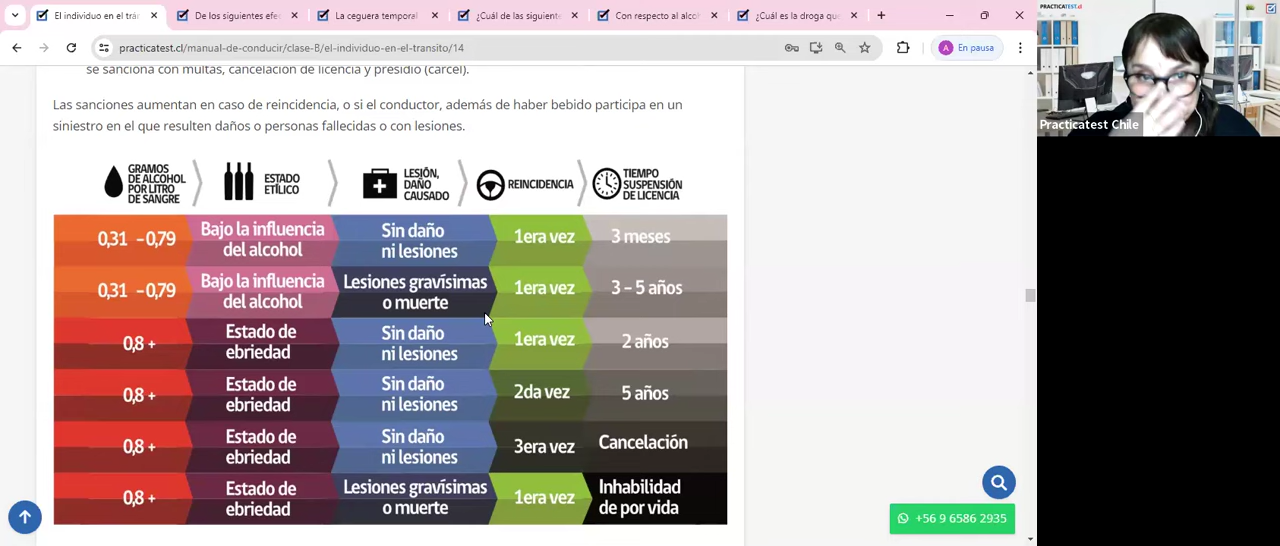 El individuo en el trán
De los siguientes efe
La ceguera temporal
¿Cuál de las siguiente
Con respecto al alcoh
¿Cuál es la droga que
practicatest.cl/manual-de-conducir/clase-B/el-individuo-en-el-transito/14
A En pausa
PRACTICATEST.cl
Practicatest Chile
se sanciona con multas, cancelación de licencia y presidio (cárcel).
Las sanciones aumentan en caso de reincidencia, o si el conductor, además de haber bebido participa en un
siniestro en el que resulten daños o personas fallecidas o con lesiones.
GRAMOS
DE ALCOHOL
POR LITRO
DE SANGRE
ESTADO
ETÍLICO
LESIÓN,
DAÑO
CAUSADO
REINCIDENCIA
TIEMPO
SUSPENSIÓN
DE LICENCIA
0,31 -0,79
Bajo la influencia
del alcohol
Sin daño
ni lesiones
1era vez
3 meses
0,31 -0,79
Bajo la influencia
del alcohol
Lesiones gravísimas
o muerte
1era vez
3 – 5 años
0,8 +
Estado de
ebriedad
Sin daño
ni lesiones
1era vez
2 años
0,8 +
Estado de
ebriedad
Sin daño
ni lesiones
2da vez
5 años
0,8 +
Estado de
ebriedad
Sin daño
ni lesiones
3era vez
Cancelación
0,8 +
Estado de
ebriedad
Lesiones gravísimas
o muerte
1era vez
Inhabilidad
de por vida
+56 9 6586 2935